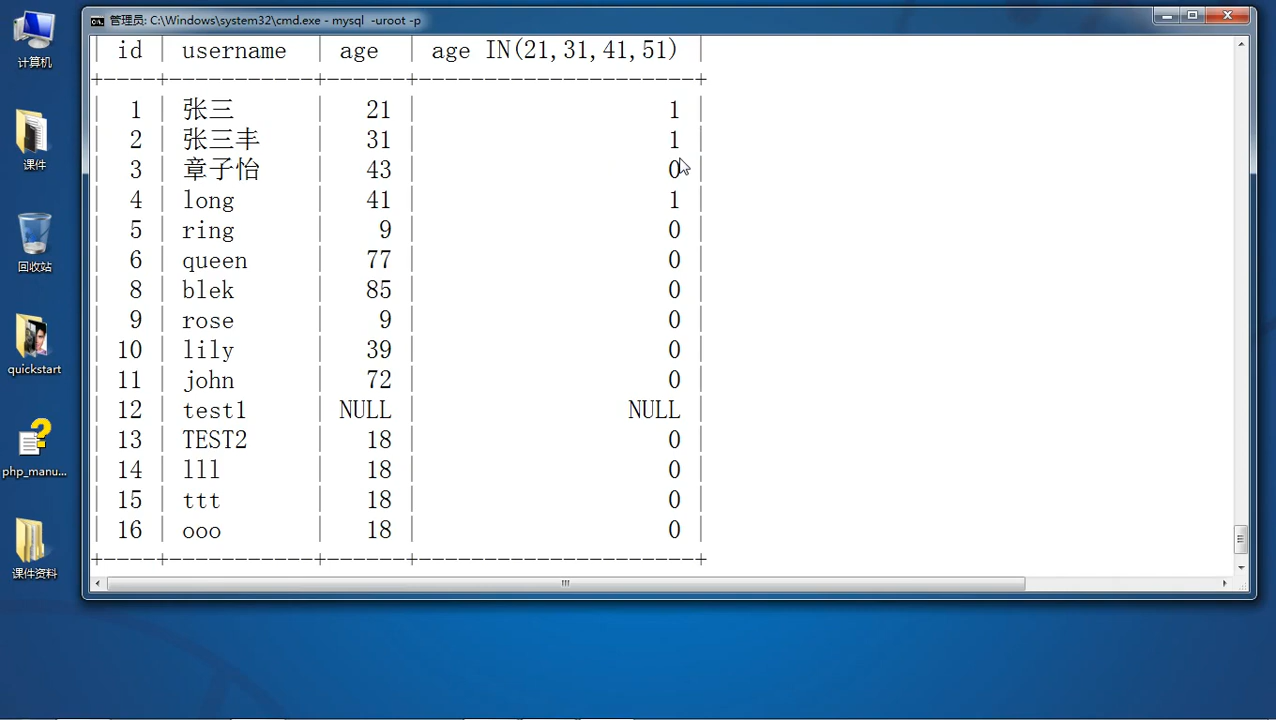 管理员: C:\Windows\system32\cmd.exe - mysql  -uroot -p
计算机
课件
回收站
quickstart
php_manu...
课件资料
| id | username | age | age IN(21,31,41,51) |
+----+----------+------+---------------------+
| 1 | 张三 | 21 | 1 |
| 2 | 张三丰 | 31 | 1 |
| 3 | 章子怡 | 43 | 0 |
| 4 | long | 41 | 1 |
| 5 | ring | 9 | 0 |
| 6 | queen | 77 | 0 |
| 8 | blek | 85 | 0 |
| 9 | rose | 9 | 0 |
| 10 | lily | 39 | 0 |
| 11 | john | 72 | 0 |
| 12 | test1 | NULL | NULL |
| 13 | TEST2 | 18 | 0 |
| 14 | lll | 18 | 0 |
| 15 | ttt | 18 | 0 |
| 16 | ooo | 18 | 0 |
+----+----------+------+---------------------+